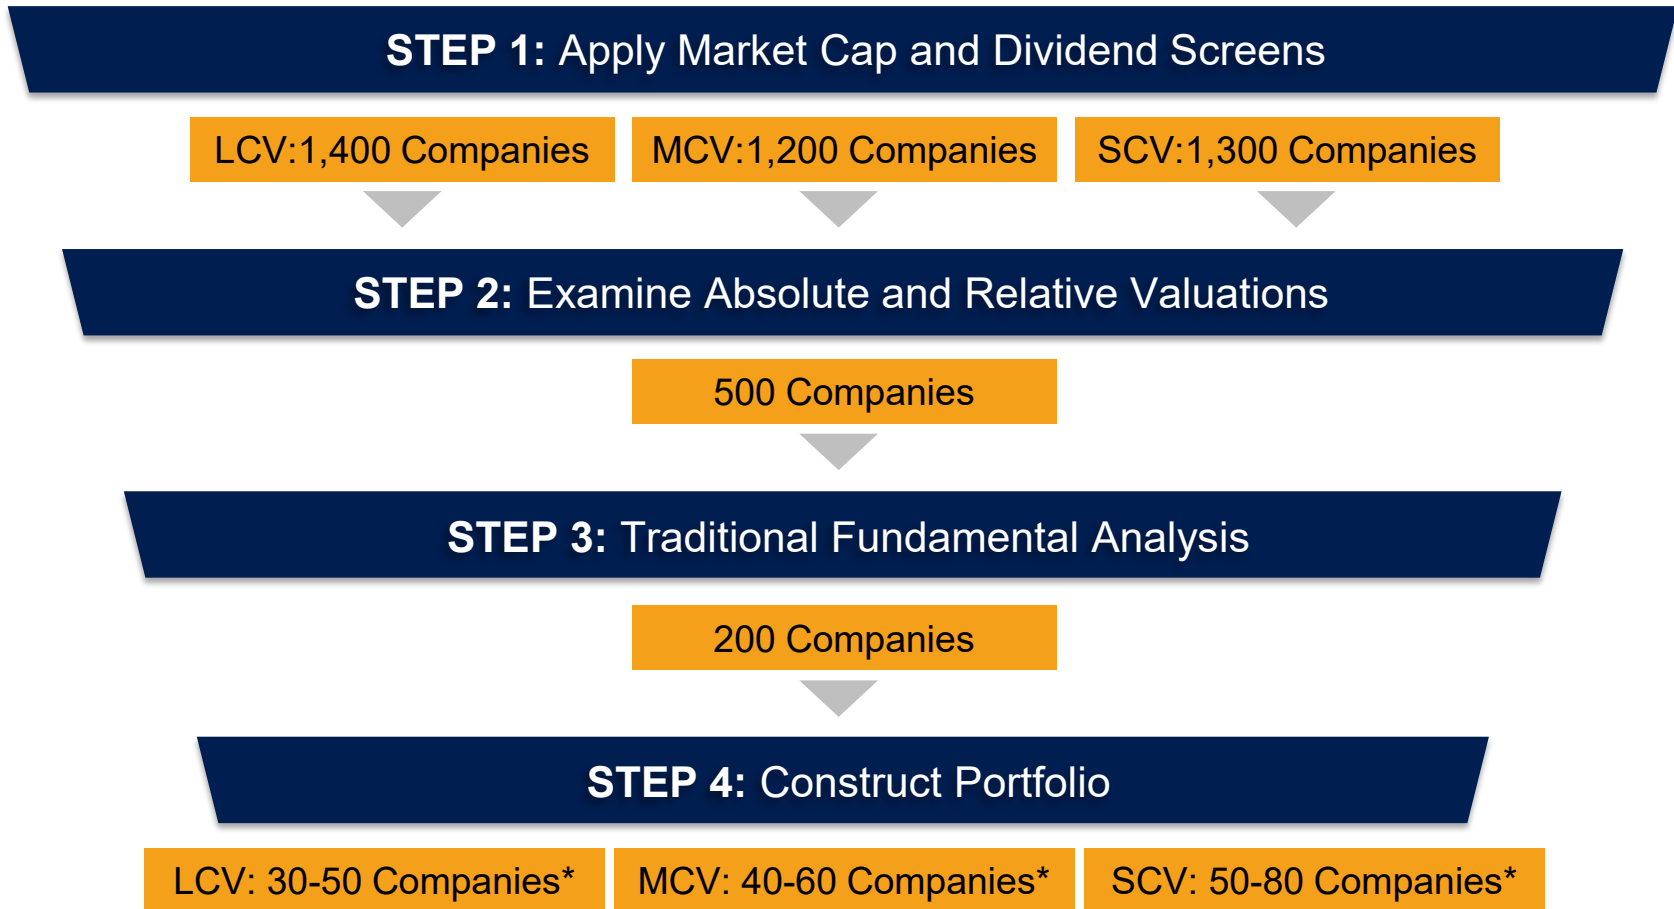 STEP 1: Apply Market Cap and Dividend Screens
LCV:1,400 Companies
MCV:1,200 Companies
SCV:1,300 Companies
STEP 2: Examine Absolute and Relative Valuations
500 Companies
STEP 3: Traditional Fundamental Analysis
200 Companies
STEP 4: Construct Portfolio
LCV: 30-50 Companies*
MCV: 40-60 Companies*
SCV: 50-80 Companies*